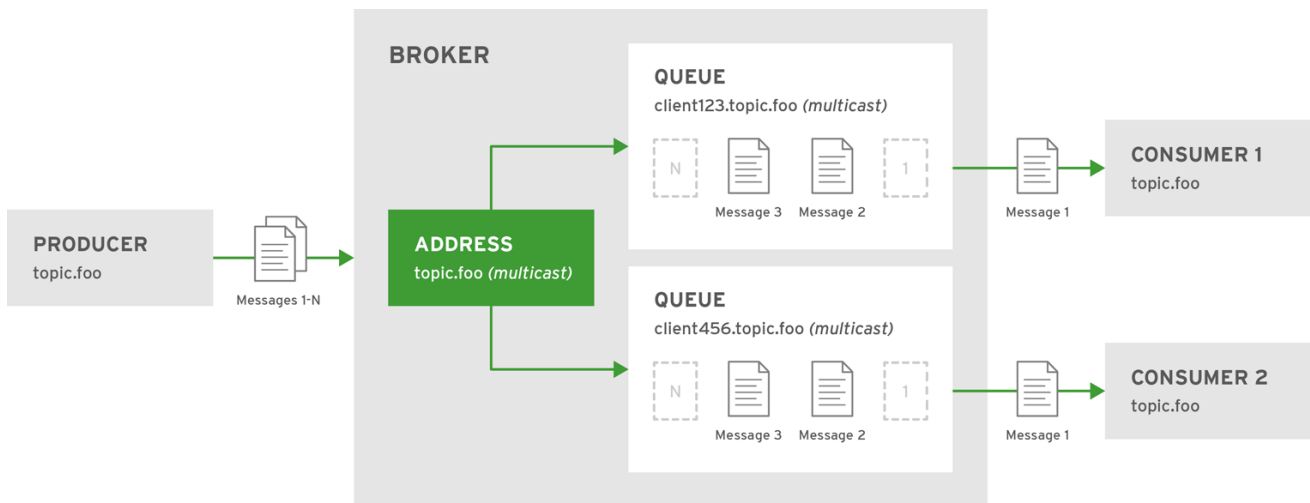 BROKER
PRODUCER
topic.foo
Messages 1-N
ADDRESS
topic.foo (multicast)
QUEUE
client123.topic.foo (multicast)
N
1
Message 3
Message 2
Message 1
CONSUMER 1
topic.foo
QUEUE
client456.topic.foo (multicast)
N
1
Message 3
Message 2
Message 1
CONSUMER 2
topic.foo